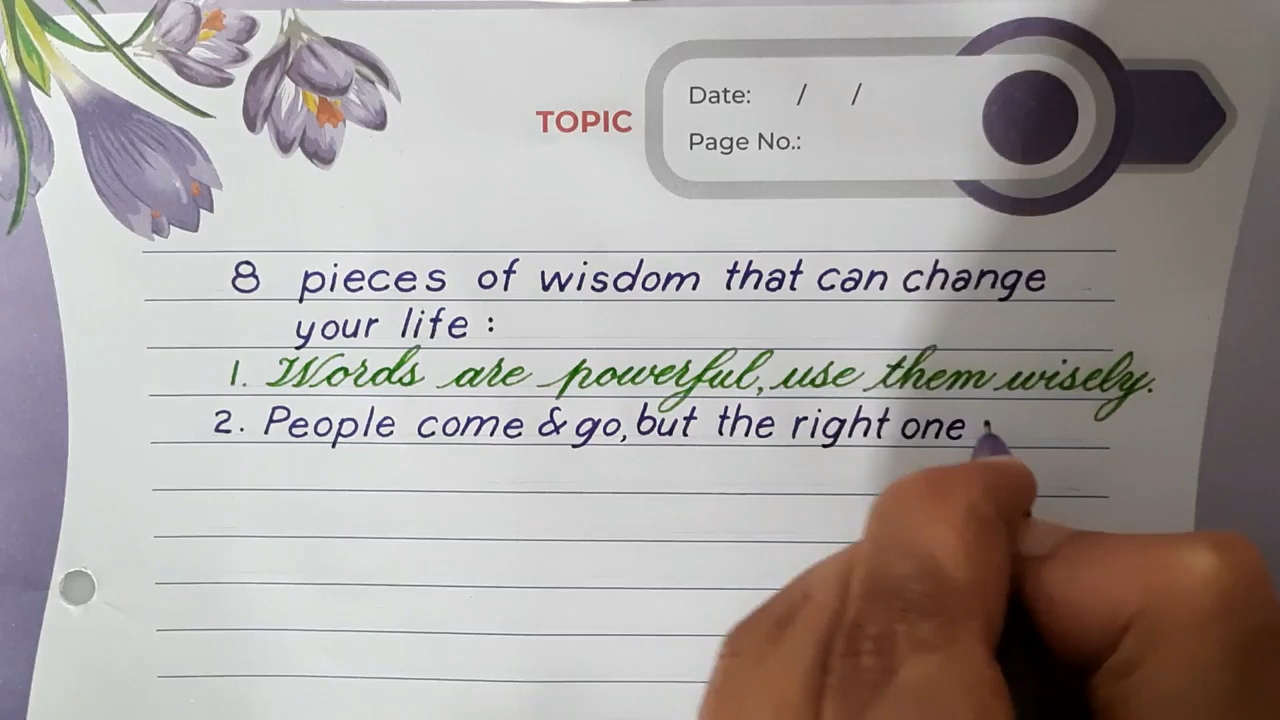 TOPIC
Date: / /
Page No.:
8 pieces of wisdom that can change
your life :
1. Words are powerful, use them wisely.
2. People come & go, but the right one